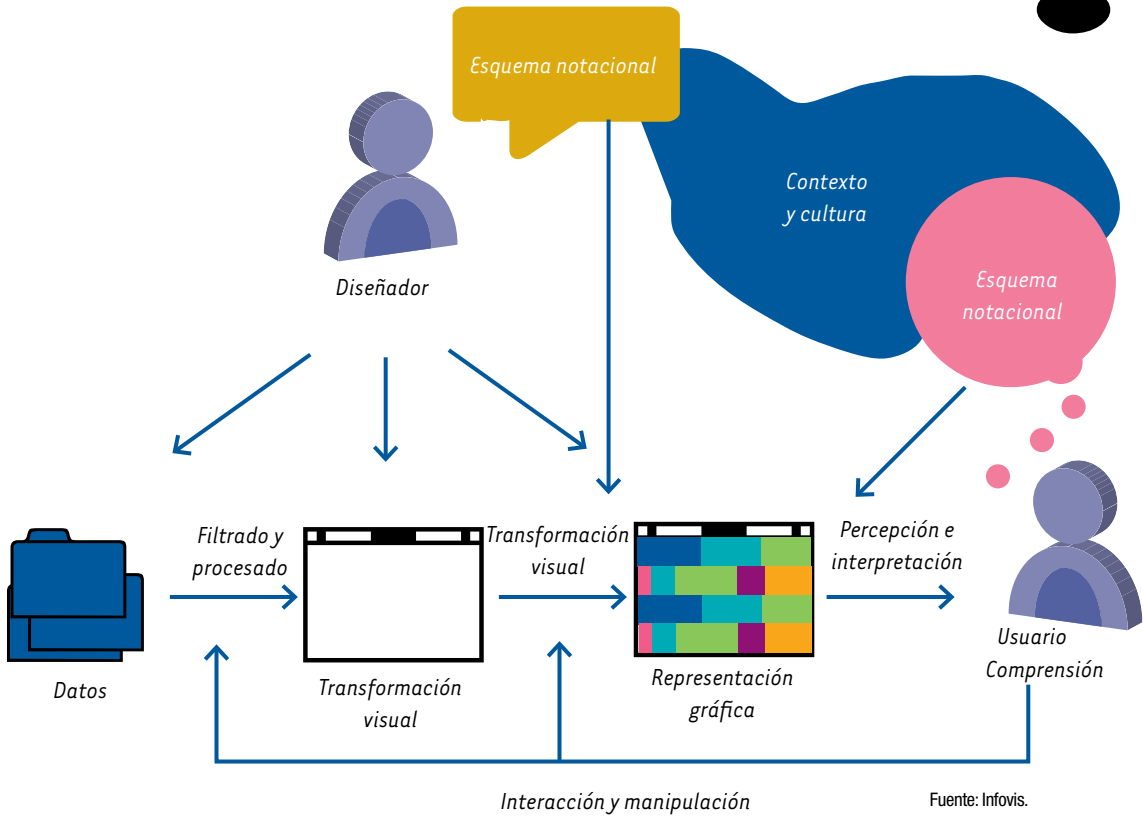 Esquema notacional
Contexto
y cultura
Esquema
notacional
Diseñador
Filtrado y
procesado
Transformación
visual
Percepción e
interpretación
Datos
Transformación
visual
Representación
gráfica
Usuario
Comprensión
Interacción y manipulación
Fuente: Infovis.